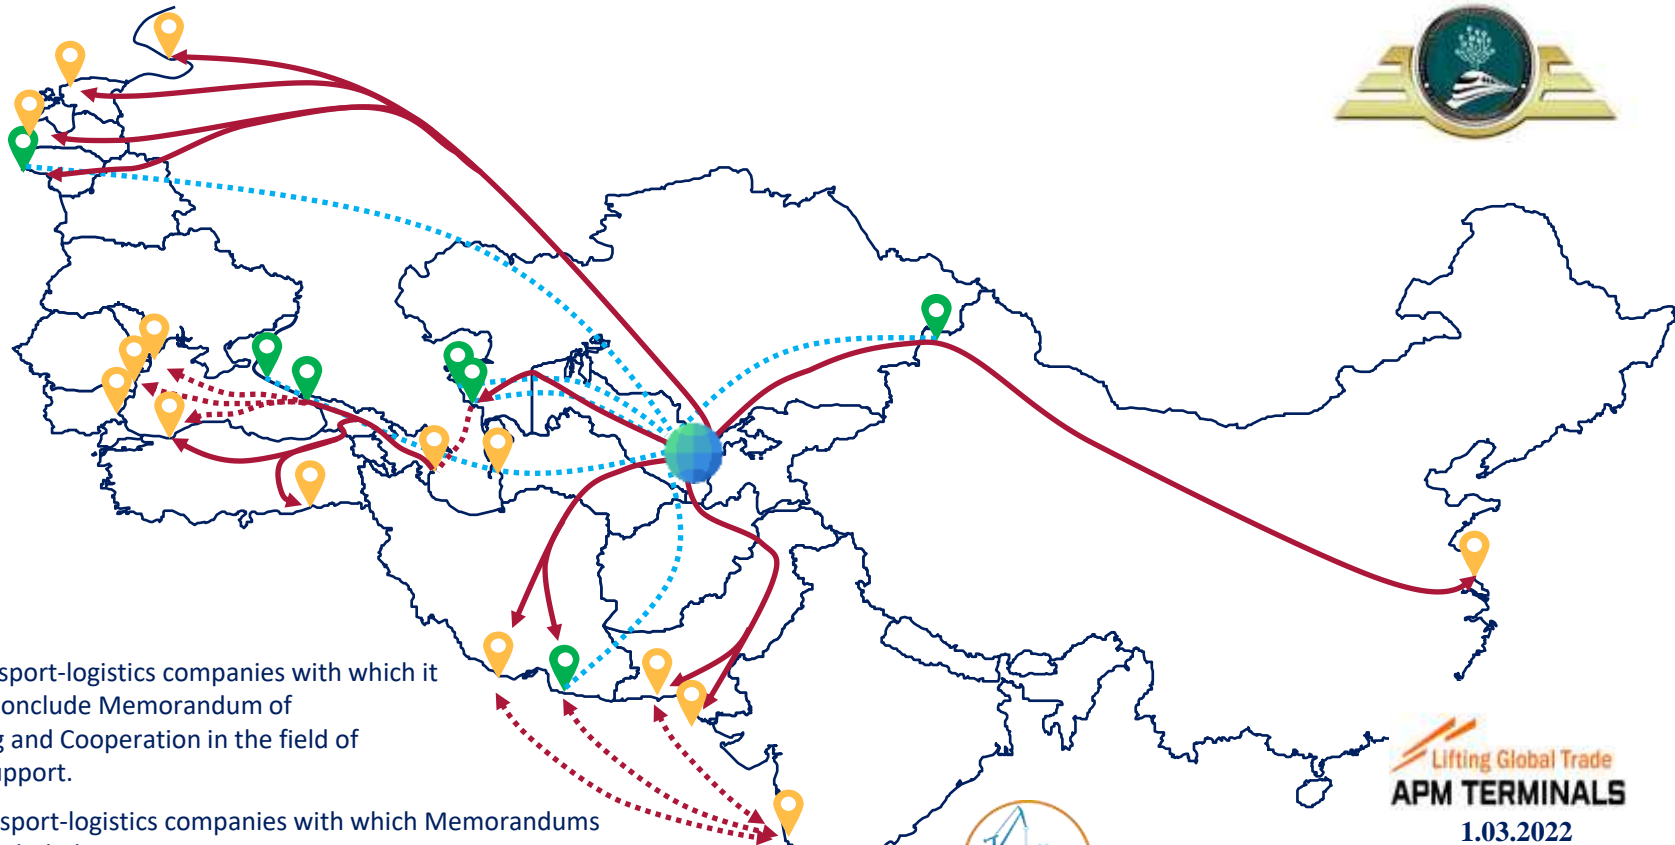 sport-logistics companies with which it
onclude Memorandum of
g and Cooperation in the field of
upport.
sport-logistics companies with which Memorandums
Lifting Global Trade
APM TERMINALS
1.03.2022